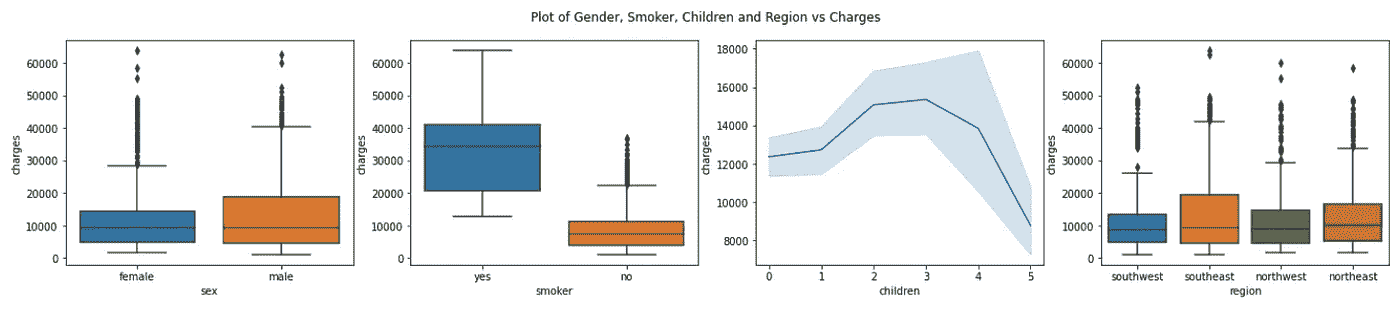 Plot of Gender, Smoker, Children and Region vs Charges
charges
60000
50000
40000
30000
20000
10000
0
female male
sex
charges
60000
50000
40000
30000
20000
10000
0
yes no
smoker
charges
18000
16000
14000
12000
10000
8000
0 1 2 3 4 5
children
charges
60000
50000
40000
30000
20000
10000
0
southwest southeast northwest northeast
region